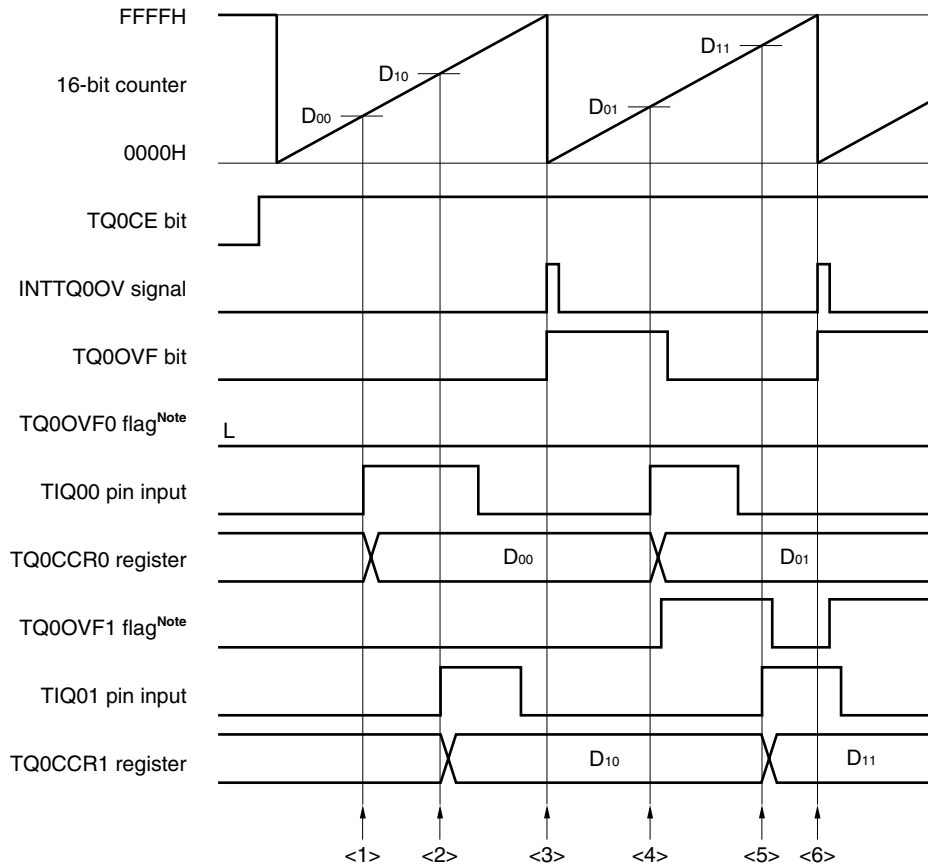 FFFFH
D11
D10
16-bit counter
D01
D00
0000H
TQ0CE bit
INTTQ0OV signal
TQ0OVF bit
TQ0OVF0 flagNote
L
TIQ00 pin input
TQ0CCR0 register
D00
D01
TQ0OVF1 flagNote
TIQ01 pin input
TQ0CCR1 register
D10
D11
<1> <2> <3> <4> <5> <6>